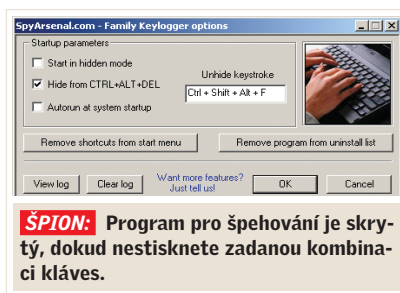 SpyArsenal.com - Family Keylogger options
Startup parameters
Start in hidden mode
Hide from CTRL+ALT+DEL
Autorun at system startup
Unhide keystroke
Ctrl + Shift + Alt + F
Remove shortcuts from start menu
Remove program from uninstall list
View log
Clear log
Want more features?
Just tell us!
OK
Cancel
ŠPION: Program pro špehování je skry-
tý, dokud nestisknete zadanou kombina-
ci kláves.